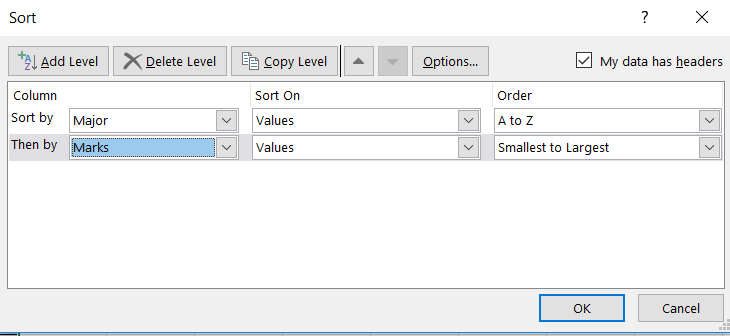 Sort ? ×
Add Level Delete Level Copy Level Options... My data has headers
Column Sort On Order
Sort by Major Values A to Z
Then by Marks Values Smallest to Largest
OK Cancel